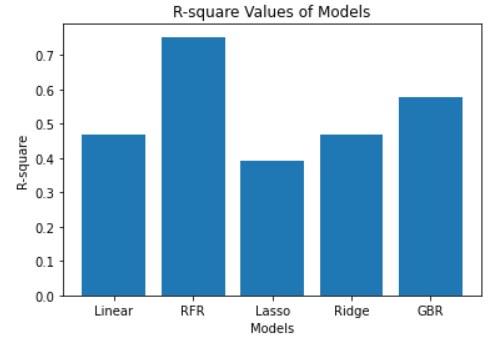 R-square Values of Models
R-square
0.7
0.6
0.5
0.4
0.3
0.2
0.1
0.0
Linear RFR Lasso Ridge GBR
Models